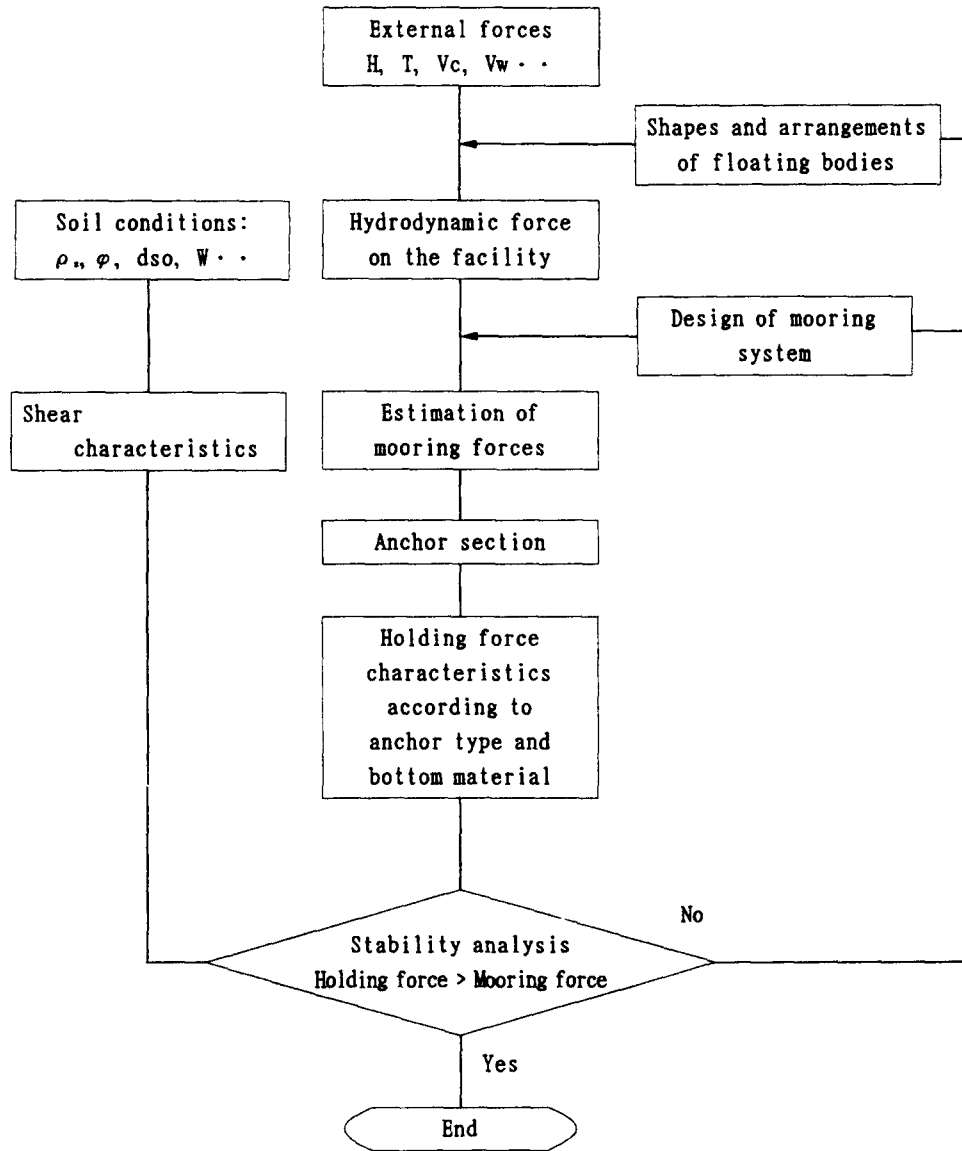 External forces
H, T, Vc, Vw · ·
Shapes and arrangements
of floating bodies
Soil conditions:
ρs, φ, dso, W · ·
Hydrodynamic force
on the facility
Design of mooring
system
Shear
characteristics
Estimation of
mooring forces
Anchor section
Holding force
characteristics
according to
anchor type and
bottom material
No
Stability analysis
Holding force > Mooring force
Yes
End